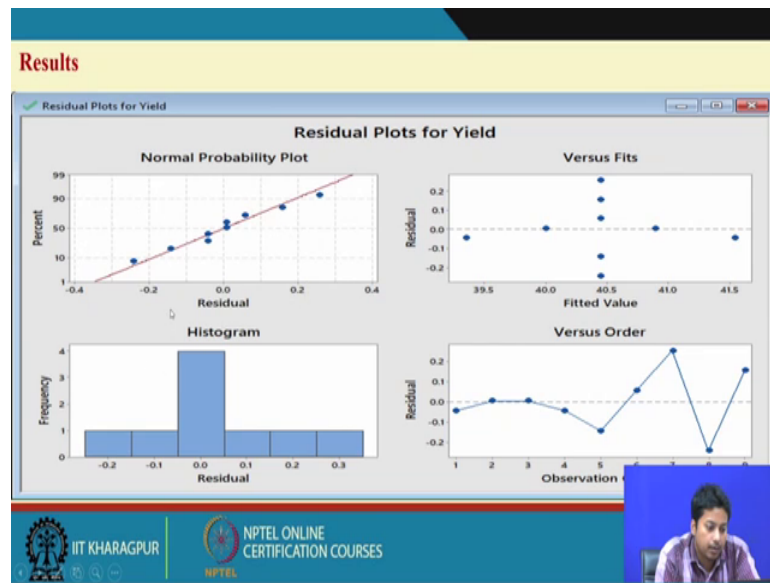 Results
Residual Plots for Yield
Residual Plots for Yield
Normal Probability Plot
99
90
50
10
1
Percent
-0.4 -0.2 0.0 0.2 0.4
Residual
Versus Fits
0.2
0.1
0.0
-0.1
-0.2
Residual
39.5 40.0 40.5 41.0 41.5
Fitted Value
Histogram
4
3
2
1
0
Frequency
-0.2 -0.1 0.0 0.1 0.2 0.3
Residual
Versus Order
0.2
0.1
0.0
-0.1
-0.2
Residual
1 2 3 4 5 6 7 8 9
Observation
IIT KHARAGPUR
NPTEL
NPTEL ONLINE
CERTIFICATION COURSES